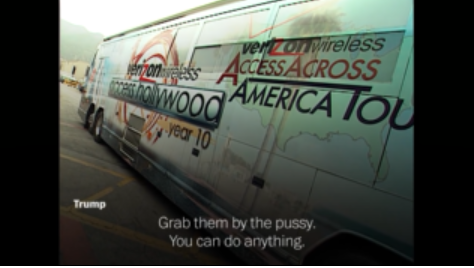 verizonwireless
ACCESS ACROSS
AMERICA TOUR
verizonwireless
access hollywood
year 10
Trump
Grab them by the pussy.
You can do anything.